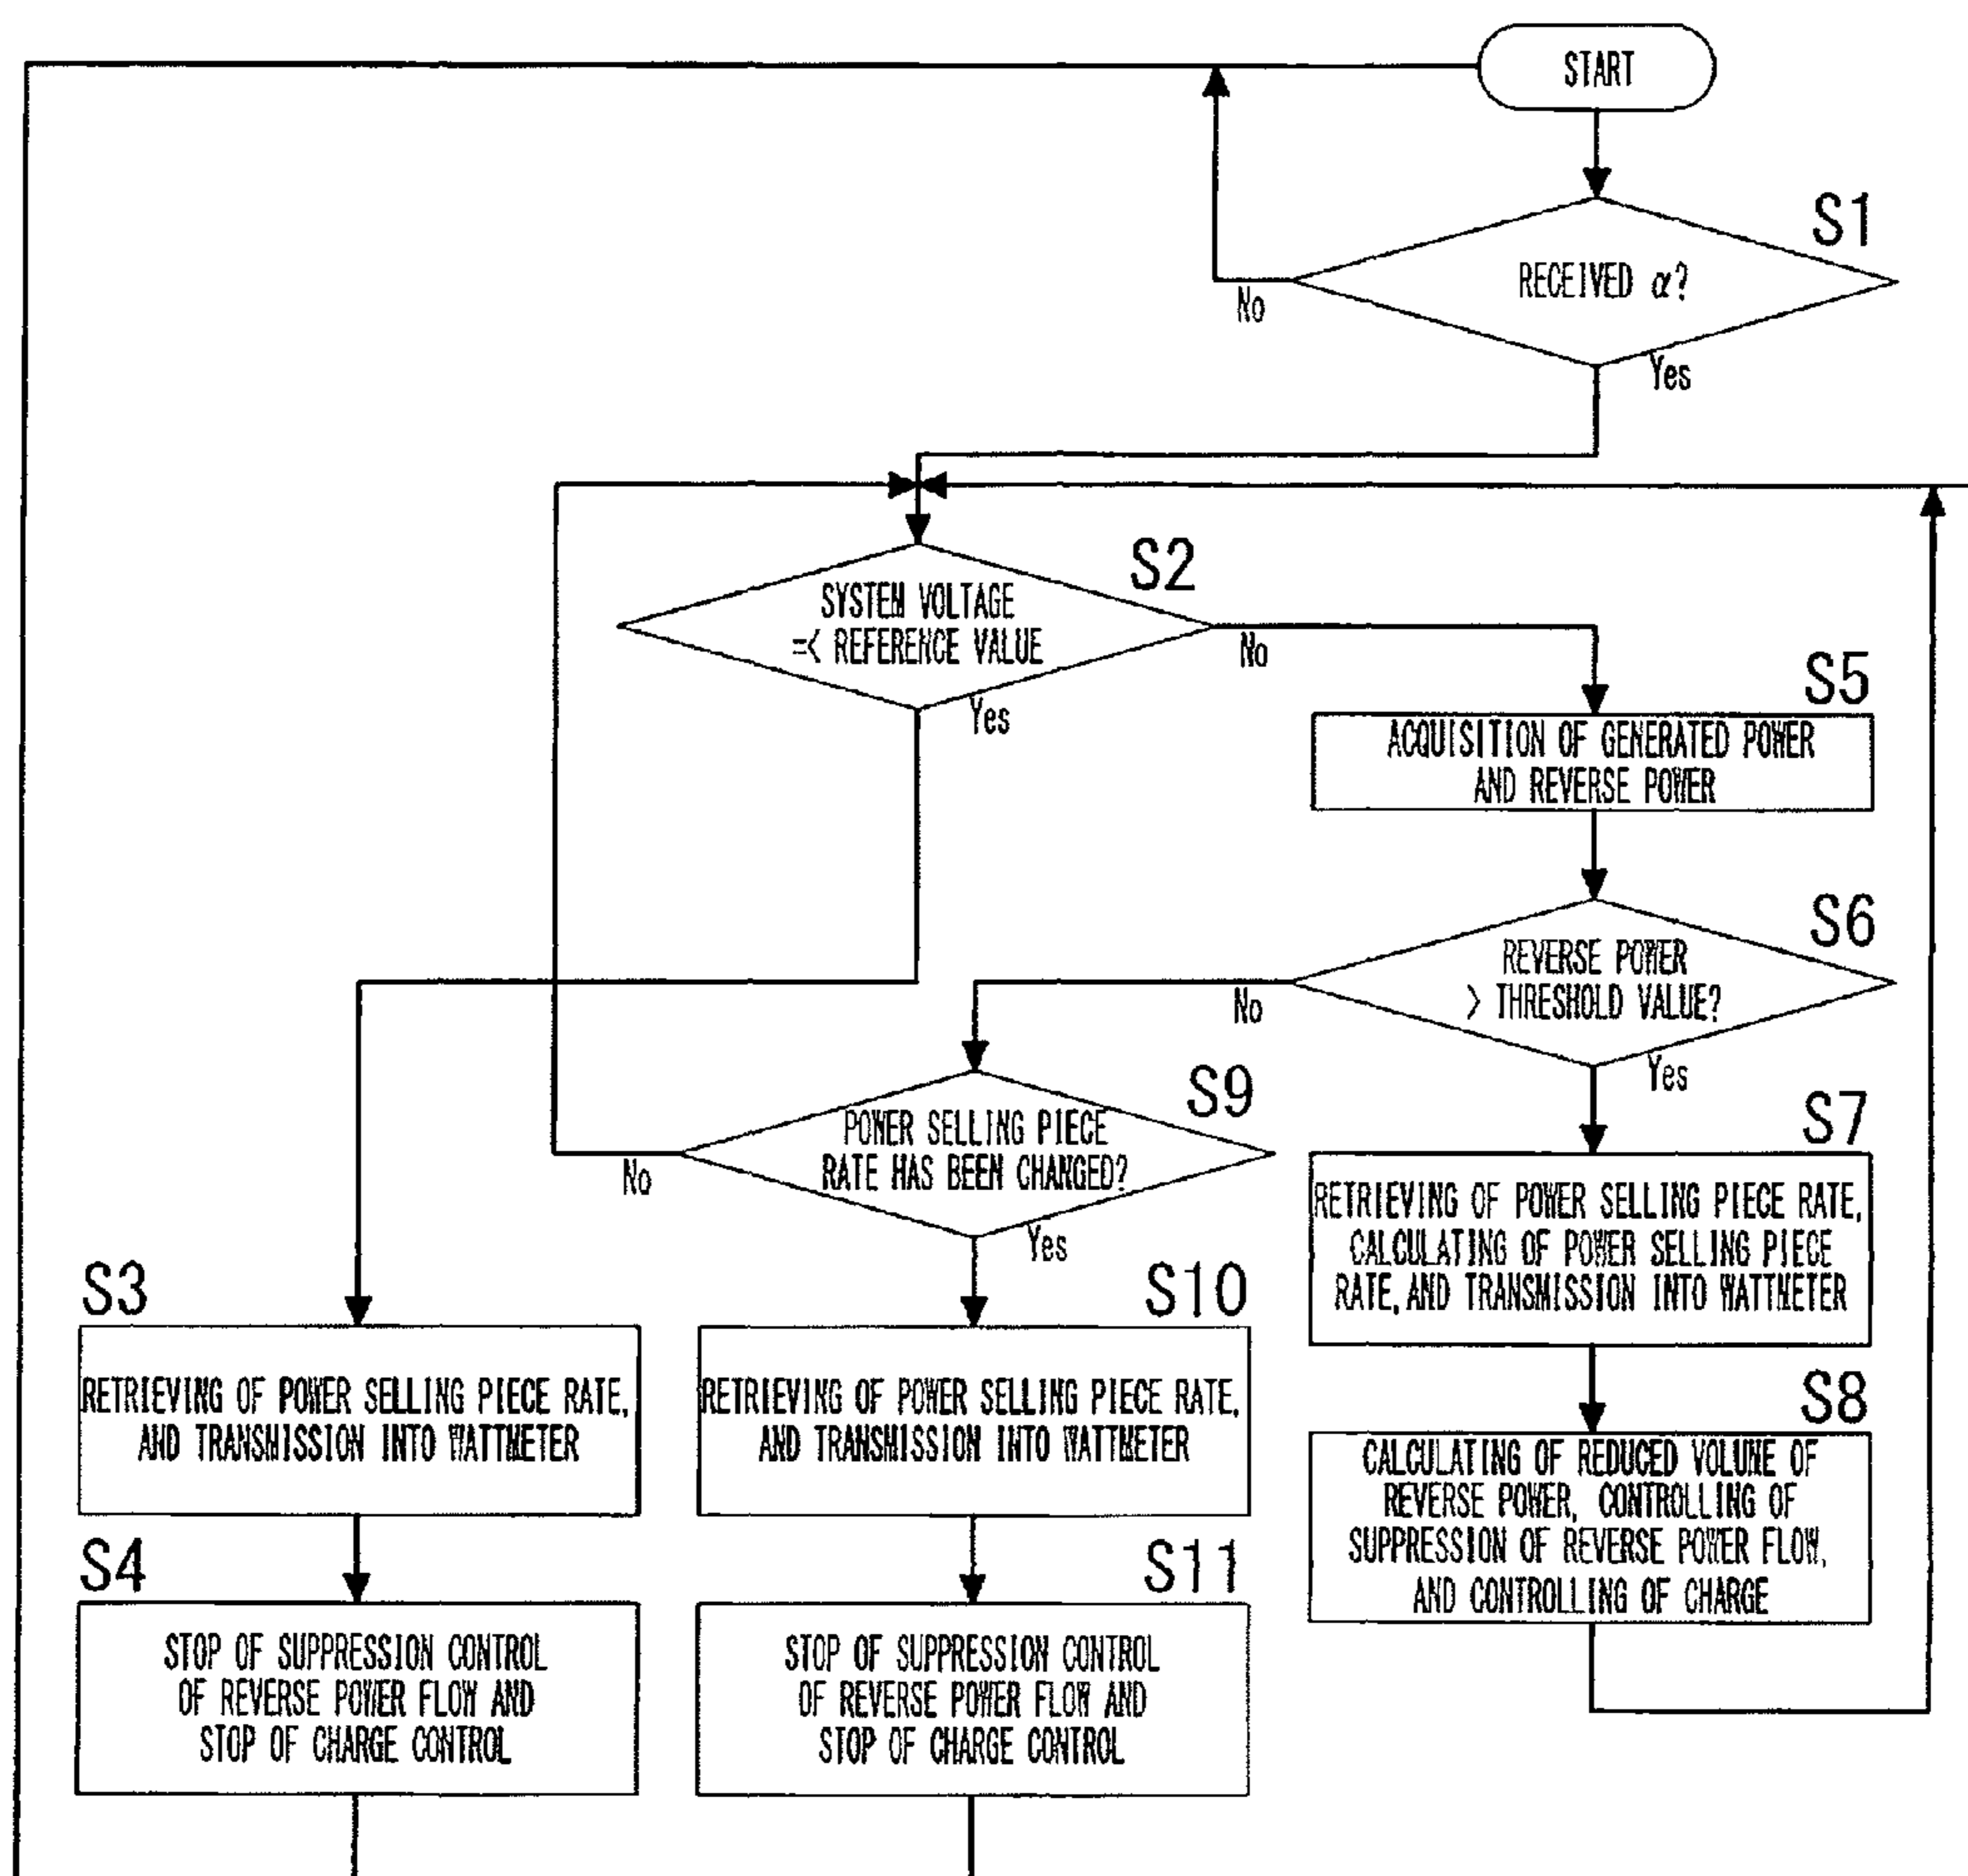 START
S1
RECEIVED α?
No
Yes
S2
SYSTEM VOLTAGE
=< REFERENCE VALUE
No
Yes
S5
ACQUISITION OF GENERATED POWER
AND REVERSE POWER
S6
REVERSE POWER
> THRESHOLD VALUE?
No
Yes
S9
POWER SELLING PIECE
RATE HAS BEEN CHANGED?
No
Yes
S7
RETRIEVING OF POWER SELLING PIECE RATE,
CALCULATING OF POWER SELLING PIECE
RATE, AND TRANSMISSION INTO WATTMETER
S3
RETRIEVING OF POWER SELLING PIECE RATE,
AND TRANSMISSION INTO WATTMETER
S10
RETRIEVING OF POWER SELLING PIECE RATE,
AND TRANSMISSION INTO WATTMETER
S8
CALCULATING OF REDUCED VOLUME OF
REVERSE POWER, CONTROLLING OF
SUPPRESSION OF REVERSE POWER FLOW,
AND CONTROLLING OF CHARGE
S4
STOP OF SUPPRESSION CONTROL
OF REVERSE POWER FLOW AND
STOP OF CHARGE CONTROL
S11
STOP OF SUPPRESSION CONTROL
OF REVERSE POWER FLOW AND
STOP OF CHARGE CONTROL